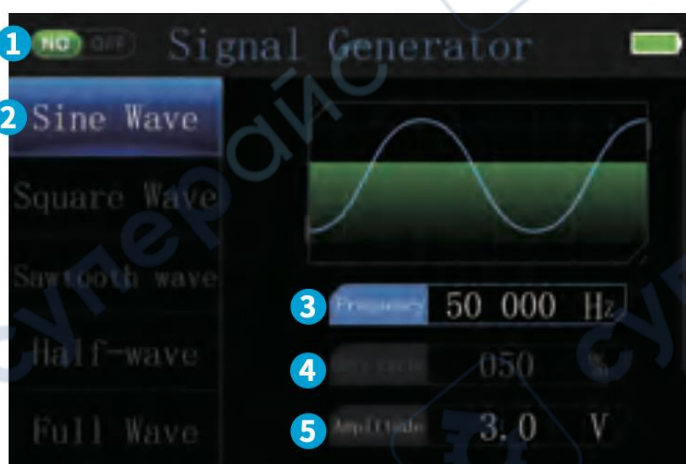 1 NO OFF Signal Generator
2 Sine Wave
Square Wave
Sawtooth wave
3 Frequency 50 000 Hz
Half-wave
4 050 %
Full Wave
5 Amplitude 3.0 V
суперайс